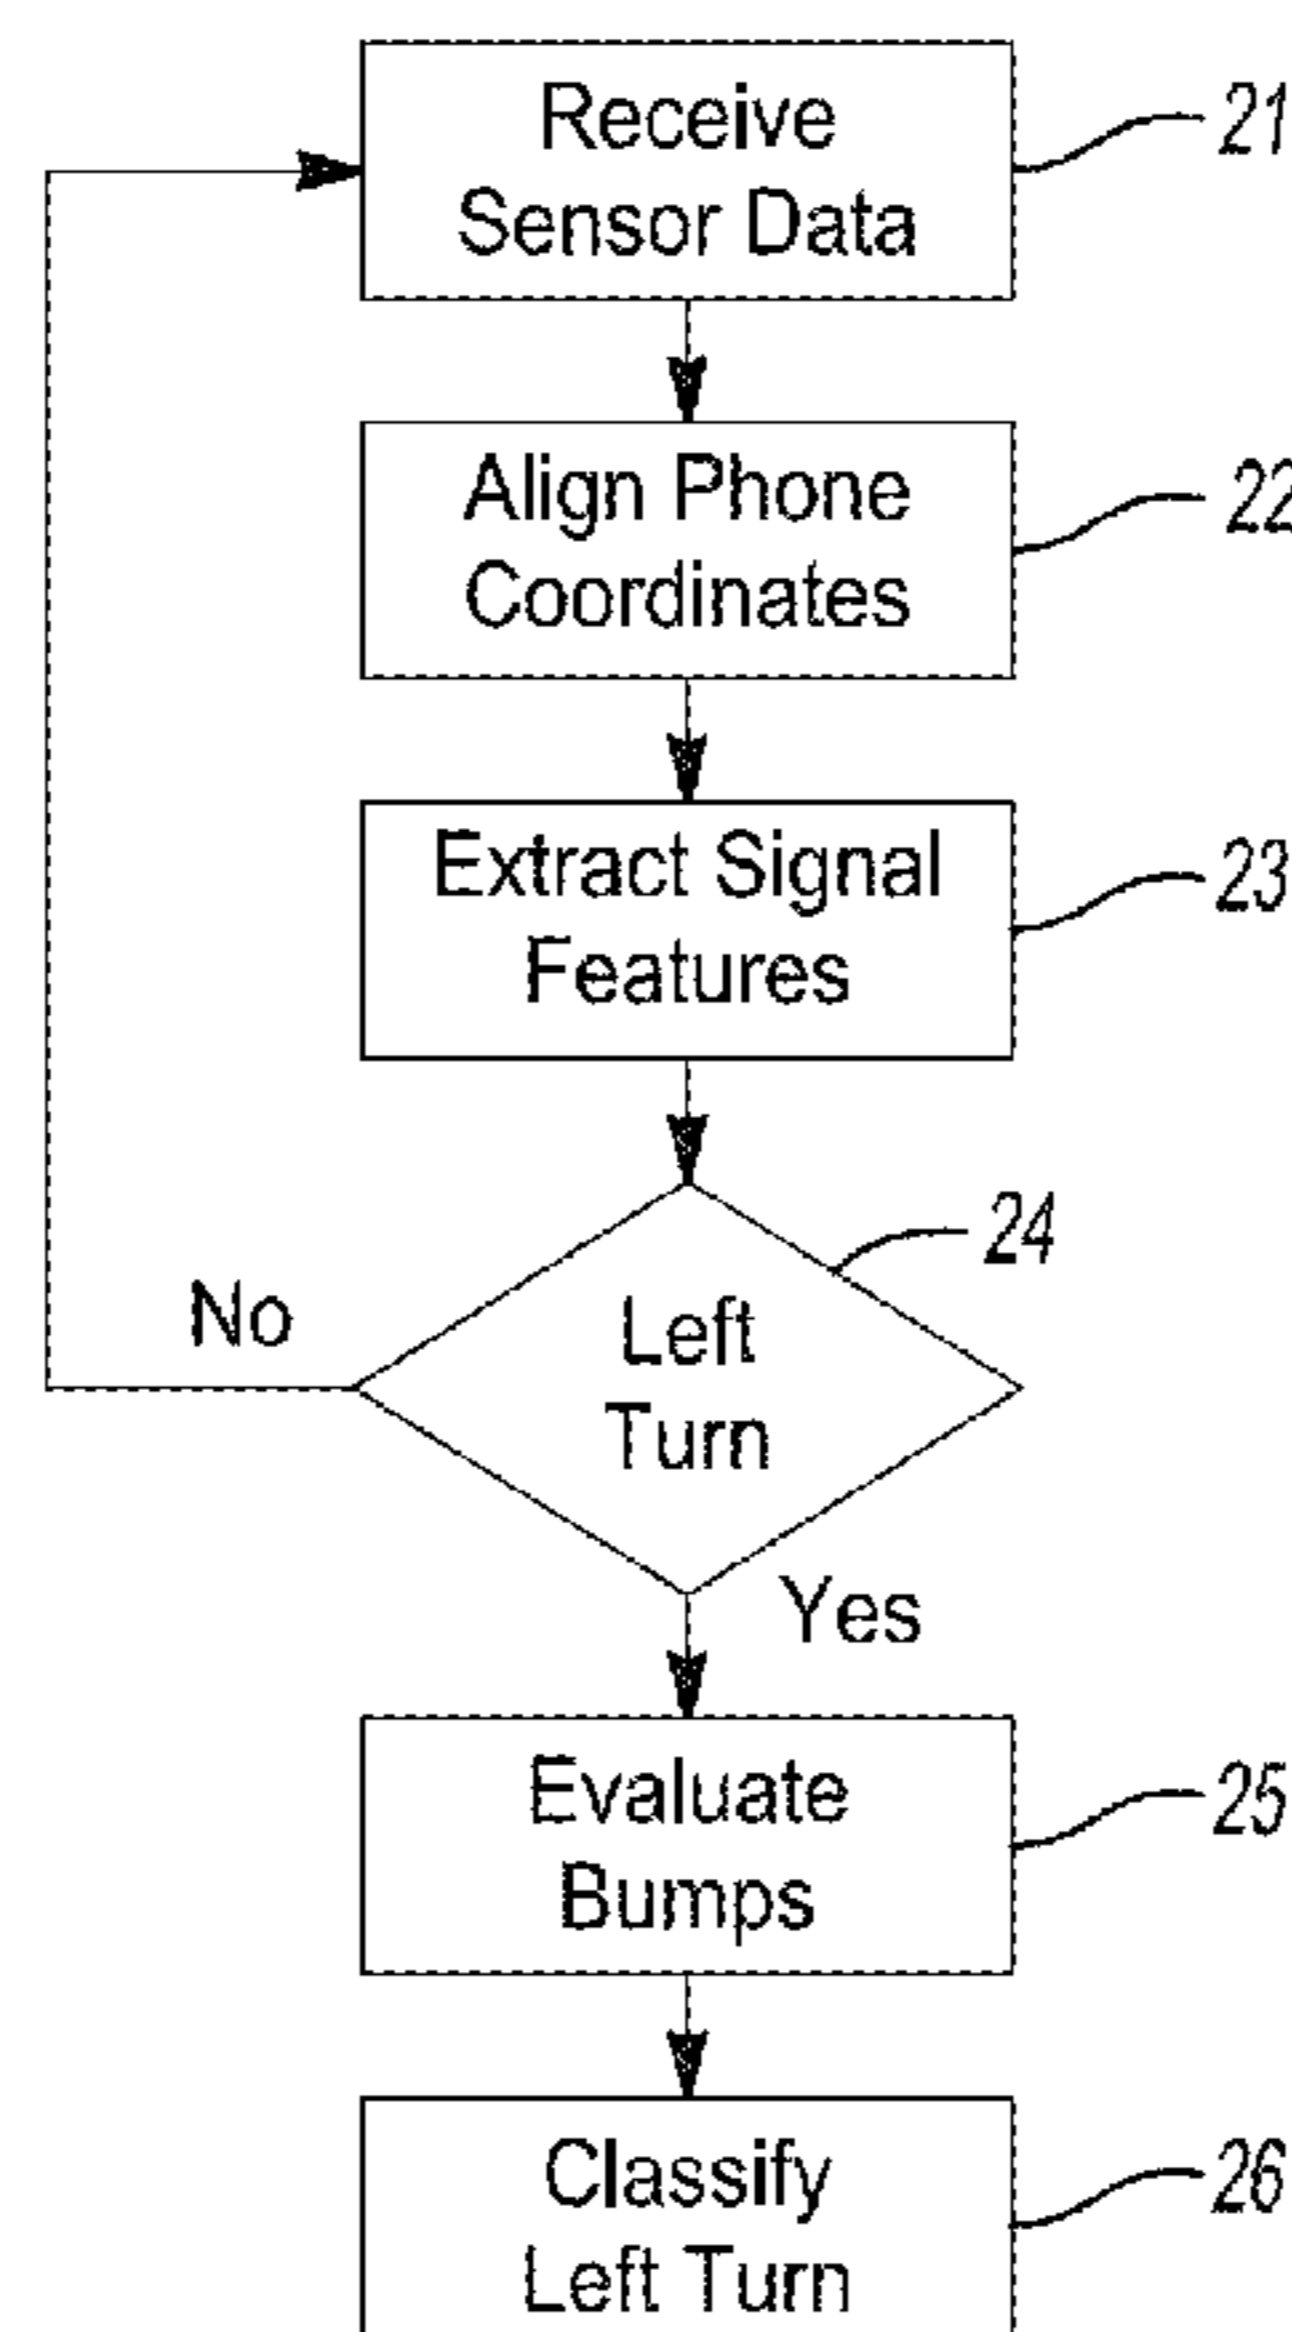 Receive
Sensor Data
21
Align Phone
Coordinates
22
Extract Signal
Features
23
Left
Turn
24
No
Yes
Evaluate
Bumps
25
Classify
Left Turn
26